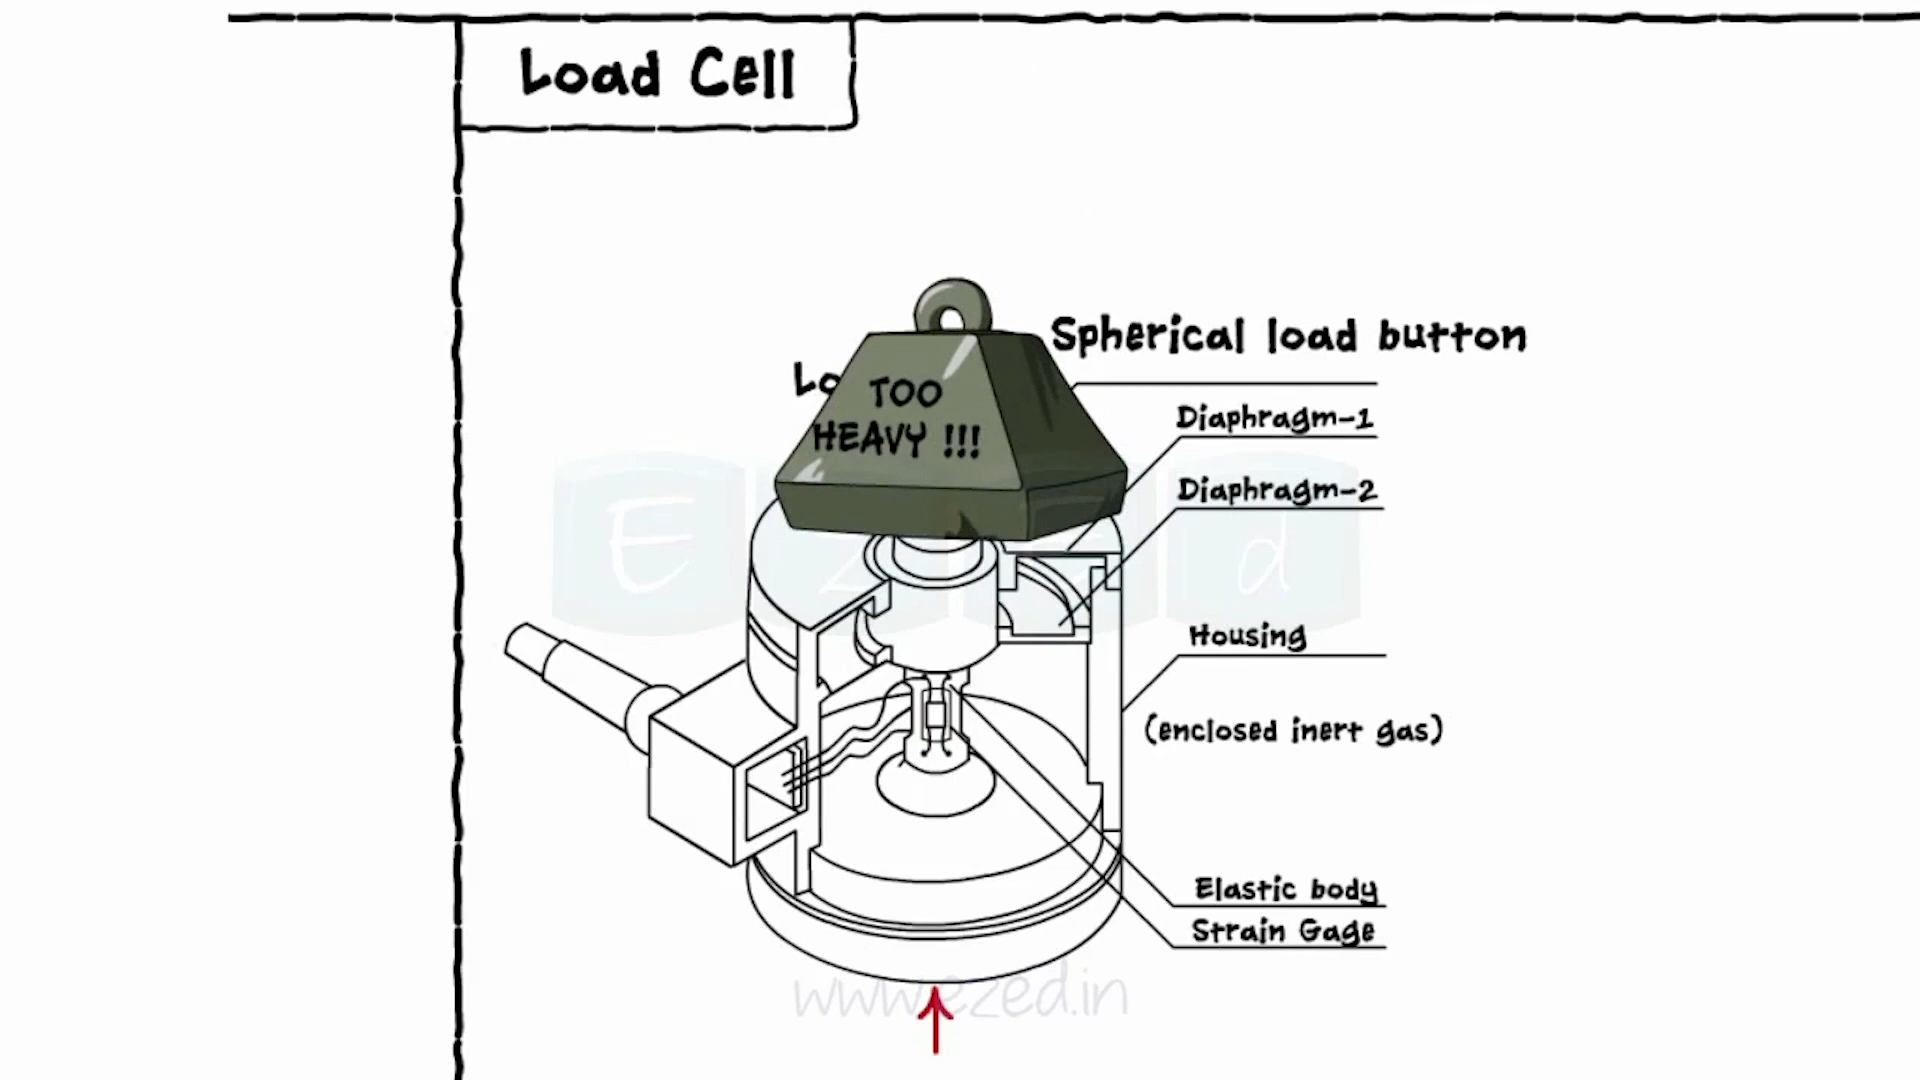 Load Cell
Spherical load button
Lo
TOO
HEAVY !!!
Diaphragm-1
Diaphragm-2
E z E d
Housing
(enclosed inert gas)
Elastic body
Strain Gage
www.ezed.in